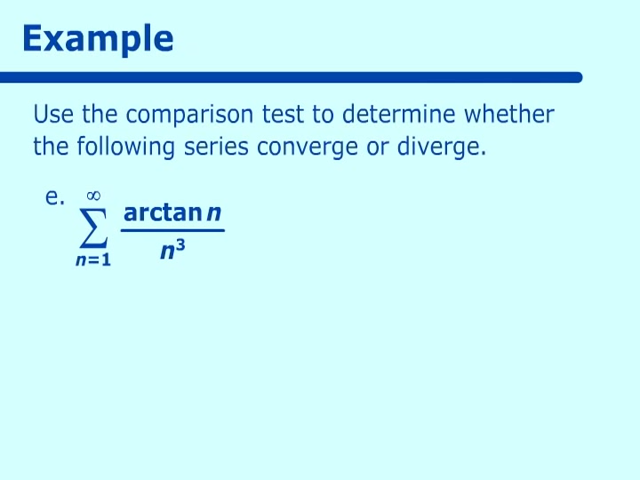 Example
Use the comparison test to determine whether
the following series converge or diverge.
e. ∞
∑ arctan n
n=1 n³